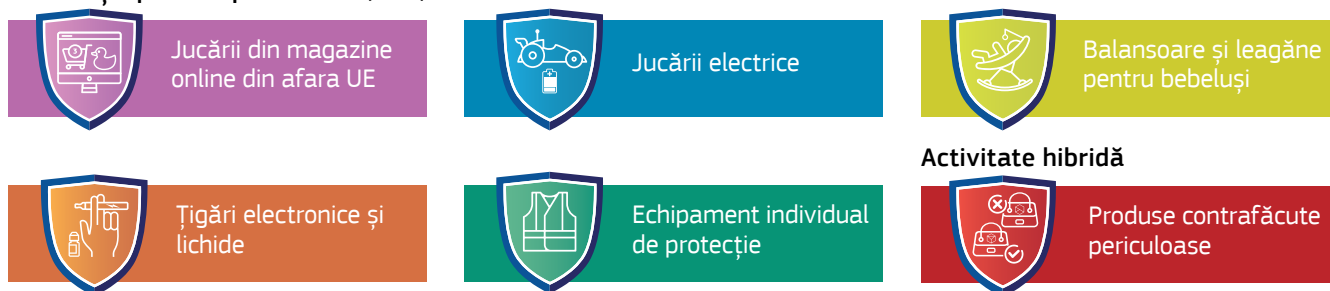 Jucării din magazine
online din afara UE
Jucării electrice
Balansoare și leagăne
pentru bebeluși
Activitate hibridă
Țigări electronice și
lichide
Echipament individual
de protecție
Produse contrafăcute
periculoase